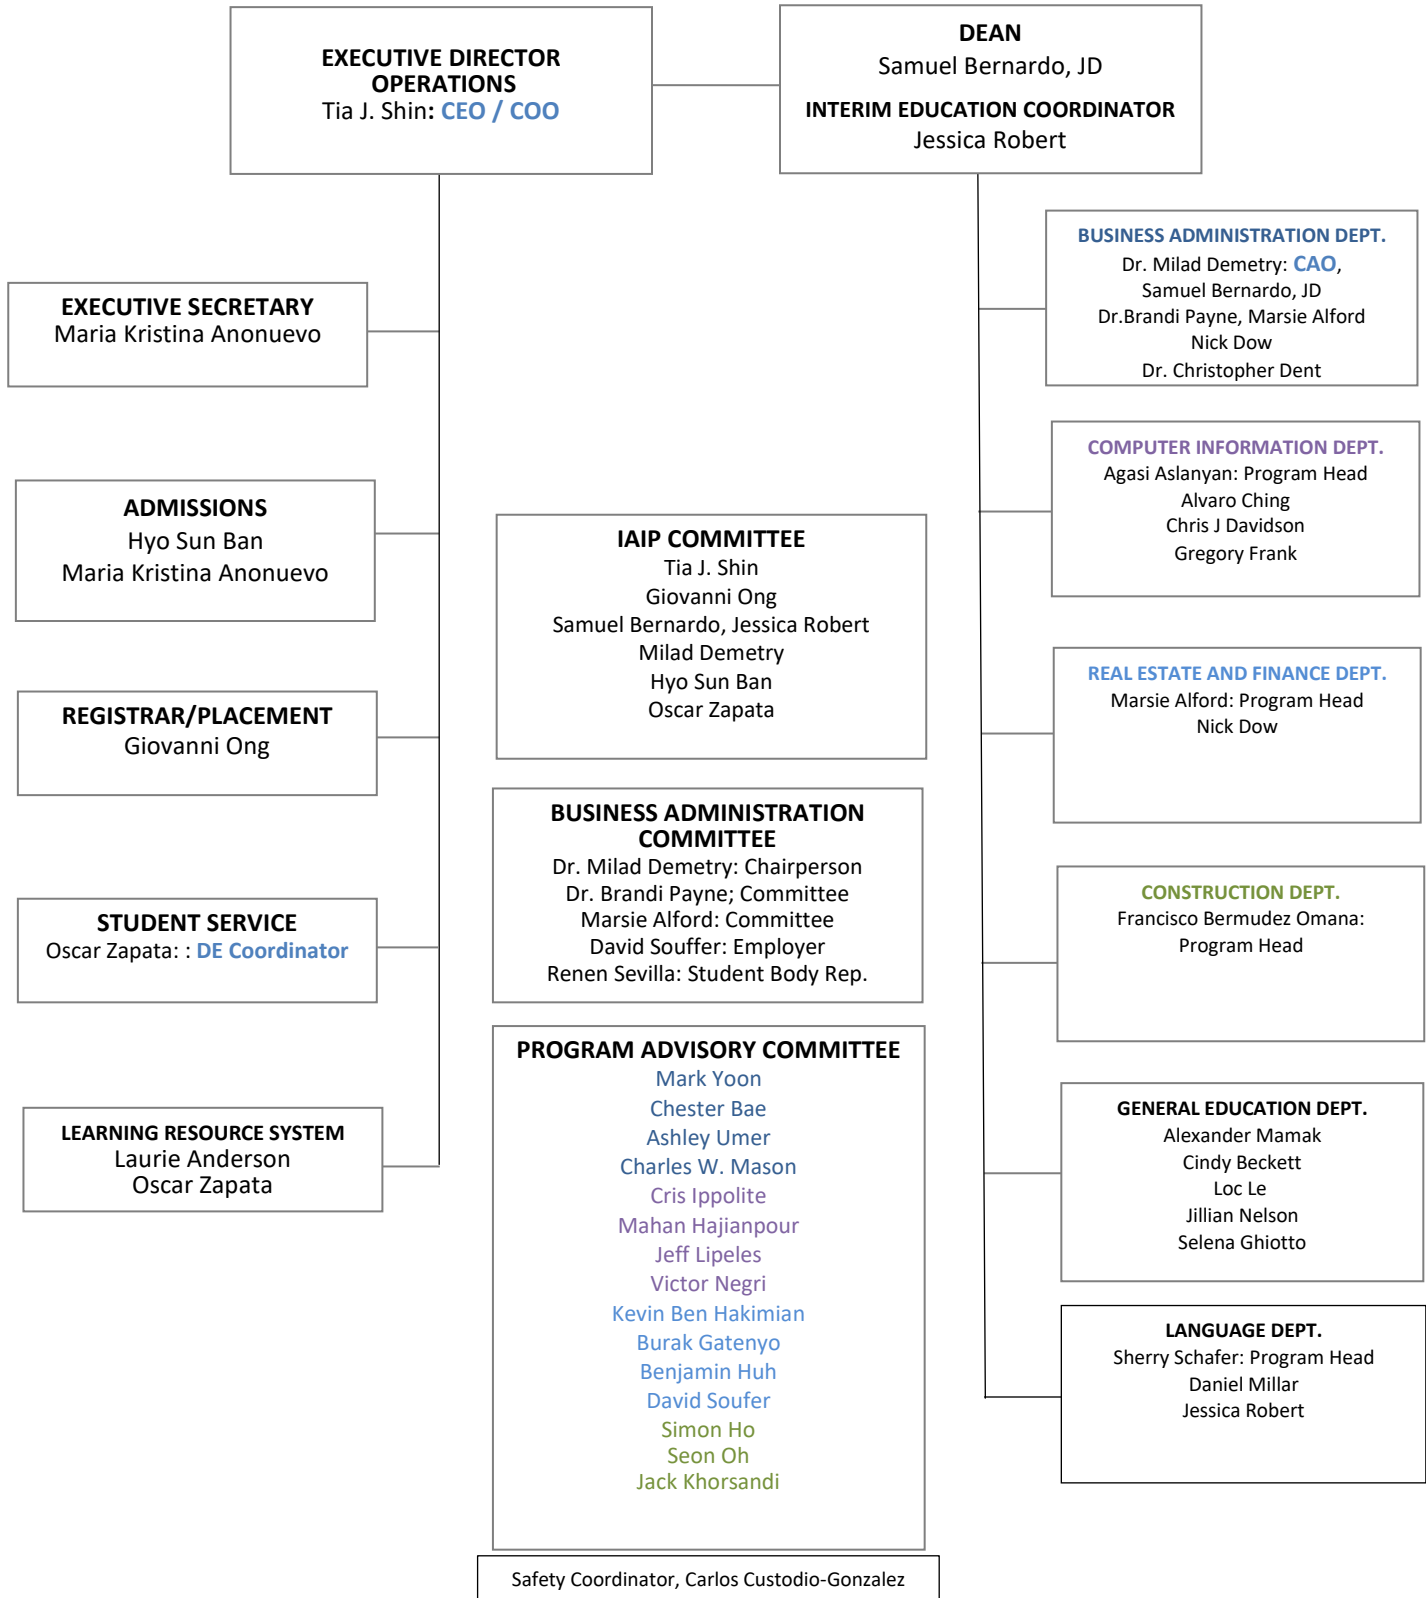 EXECUTIVE DIRECTOR
OPERATIONS
Tia J. Shin: CEO / COO
DEAN
Samuel Bernardo, JD
INTERIM EDUCATION COORDINATOR
Jessica Robert
EXECUTIVE SECRETARY
Maria Kristina Anonuevo
ADMISSIONS
Hyo Sun Ban
Maria Kristina Anonuevo
REGISTRAR/PLACEMENT
Giovanni Ong
STUDENT SERVICE
Oscar Zapata: : DE Coordinator
LEARNING RESOURCE SYSTEM
Laurie Anderson
Oscar Zapata
IAIP COMMITTEE
Tia J. Shin
Giovanni Ong
Samuel Bernardo, Jessica Robert
Milad Demetry
Hyo Sun Ban
Oscar Zapata
BUSINESS ADMINISTRATION
COMMITTEE
Dr. Milad Demetry: Chairperson
Dr. Brandi Payne; Committee
Marsie Alford: Committee
David Souffer: Employer
Renen Sevilla: Student Body Rep.
PROGRAM ADVISORY COMMITTEE
Mark Yoon
Chester Bae
Ashley Umer
Charles W. Mason
Cris Ippolite
Mahan Hajianpour
Jeff Lipeles
Victor Negri
Kevin Ben Hakimian
Burak Gatenyo
Benjamin Huh
David Soufer
Simon Ho
Seon Oh
Jack Khorsandi
Safety Coordinator, Carlos Custodio-Gonzalez
BUSINESS ADMINISTRATION DEPT.
Dr. Milad Demetry: CAO,
Samuel Bernardo, JD
Dr.Brandi Payne, Marsie Alford
Nick Dow
Dr. Christopher Dent
COMPUTER INFORMATION DEPT.
Agasi Aslanyan: Program Head
Alvaro Ching
Chris J Davidson
Gregory Frank
REAL ESTATE AND FINANCE DEPT.
Marsie Alford: Program Head
Nick Dow
CONSTRUCTION DEPT.
Francisco Bermudez Omana:
Program Head
GENERAL EDUCATION DEPT.
Alexander Mamak
Cindy Beckett
Loc Le
Jillian Nelson
Selena Ghiotto
LANGUAGE DEPT.
Sherry Schafer: Program Head
Daniel Millar
Jessica Robert